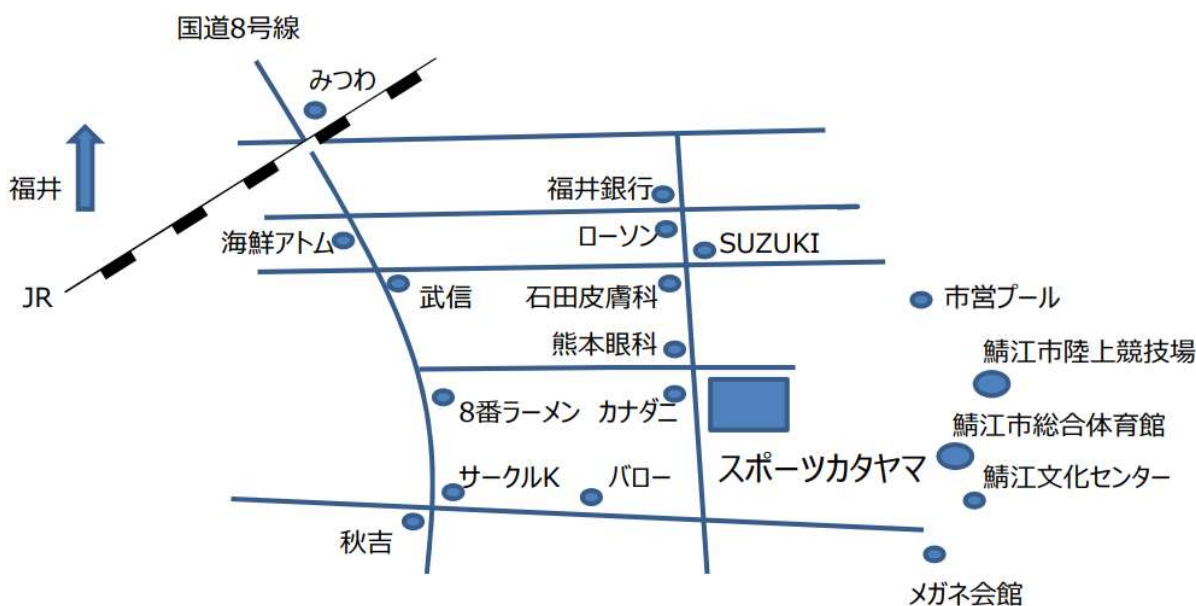 国道8号線
みつわ
福井
福井銀行
海鮮アトム
ローソン
SUZUKI
JR
武信
石田皮膚科
市営プール
熊本眼科
鯖江市陸上競技場
8番ラーメン
カナダニ
鯖江市総合体育館
スポーツカタヤマ
サークルK
バロー
鯖江文化センター
秋吉
メガネ会館